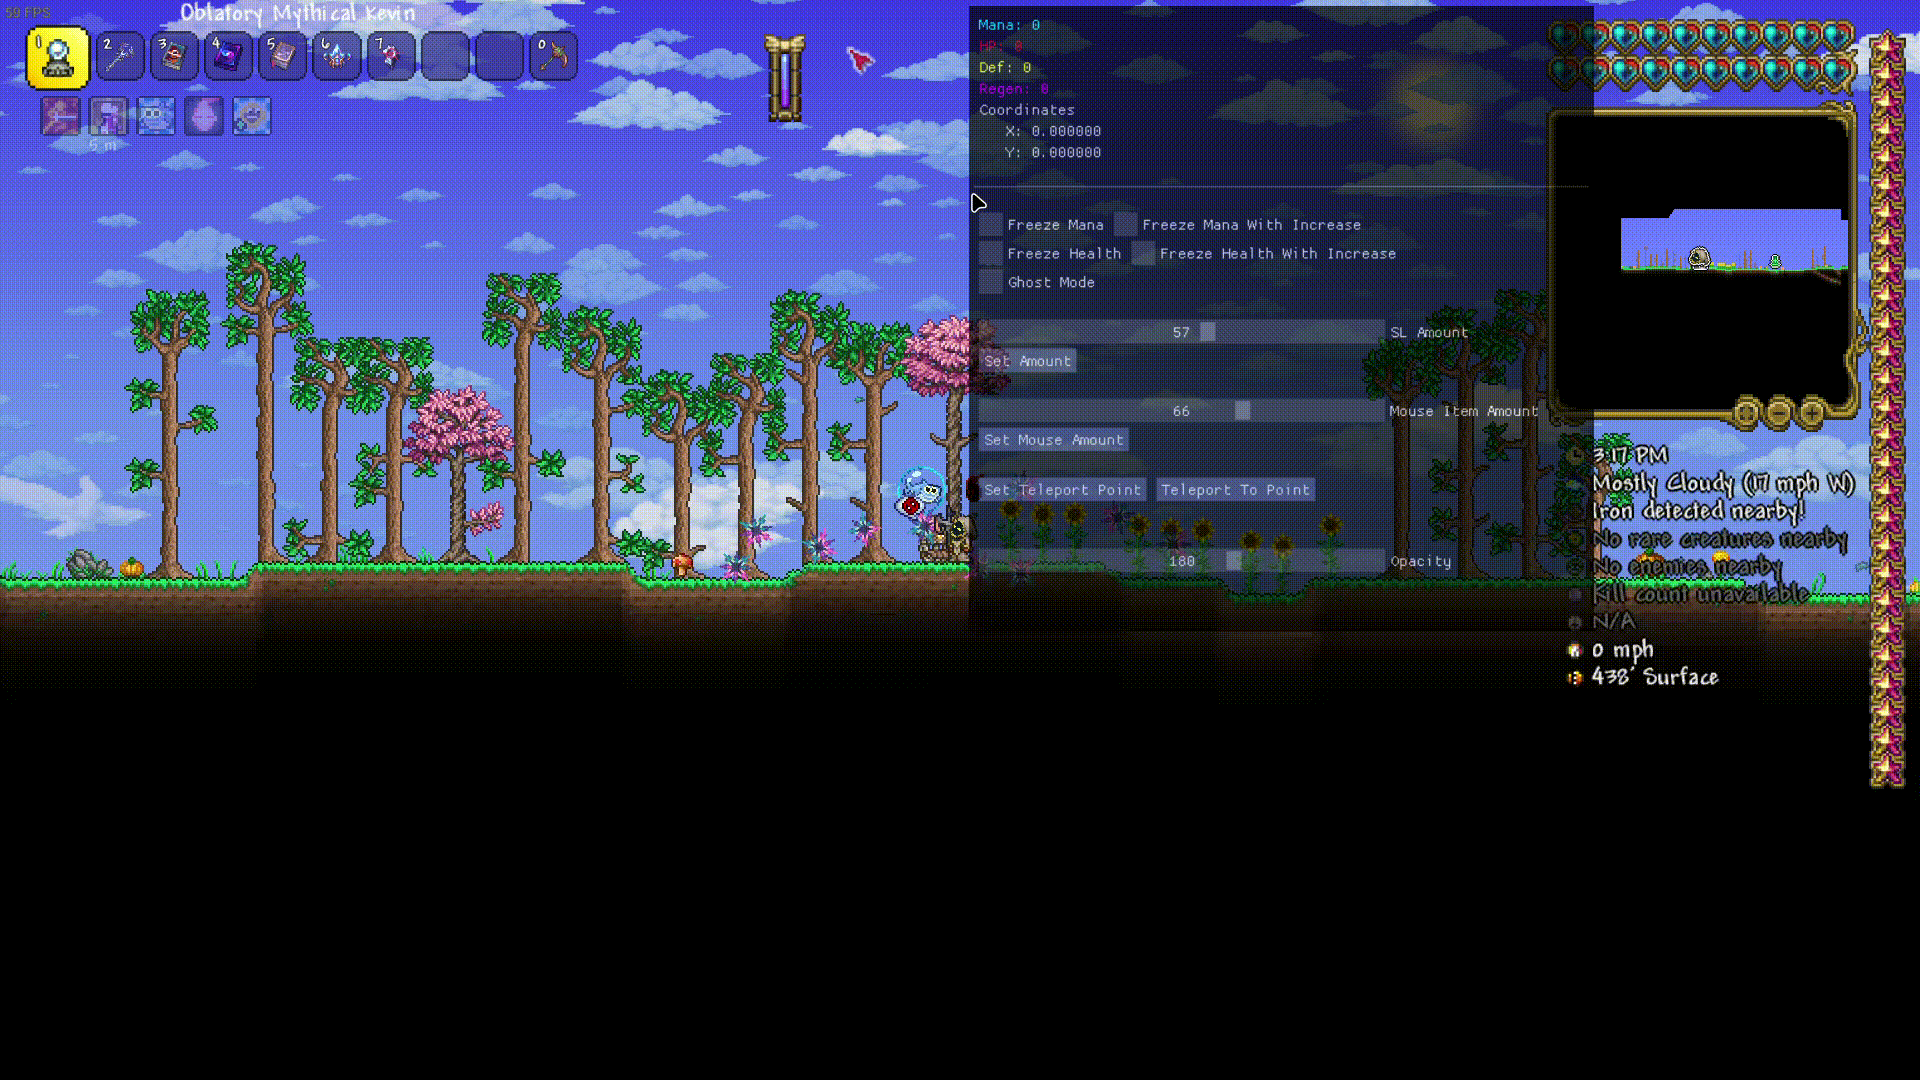 59 FPS
Oblatory Mythical Kevin
1
2
3
4
5
6
7
0
5 m
Mana: 0
HP: 0
Def: 0
Regen: 0
Coordinates
X: 0.000000
Y: 0.000000
Freeze Mana
Freeze Mana With Increase
Freeze Health
Freeze Health With Increase
Ghost Mode
57
SL Amount
Set Amount
66
Mouse Item Amount
Set Mouse Amount
Set Teleport Point
Teleport To Point
180
Opacity
3:17 PM
Mostly Cloudy (17 mph W)
Iron detected nearby!
No rare creatures nearby
No enemies nearby
Kill count unavailable
N/A
0 mph
438' Surface